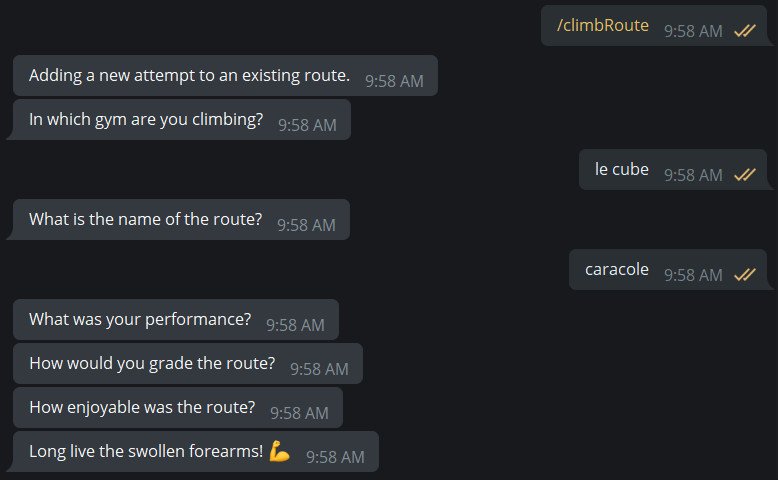 /climbRoute 9:58 AM
Adding a new attempt to an existing route. 9:58 AM
In which gym are you climbing? 9:58 AM
le cube 9:58 AM
What is the name of the route? 9:58 AM
caracole 9:58 AM
What was your performance? 9:58 AM
How would you grade the route? 9:58 AM
How enjoyable was the route? 9:58 AM
Long live the swollen forearms! 💪 9:58 AM